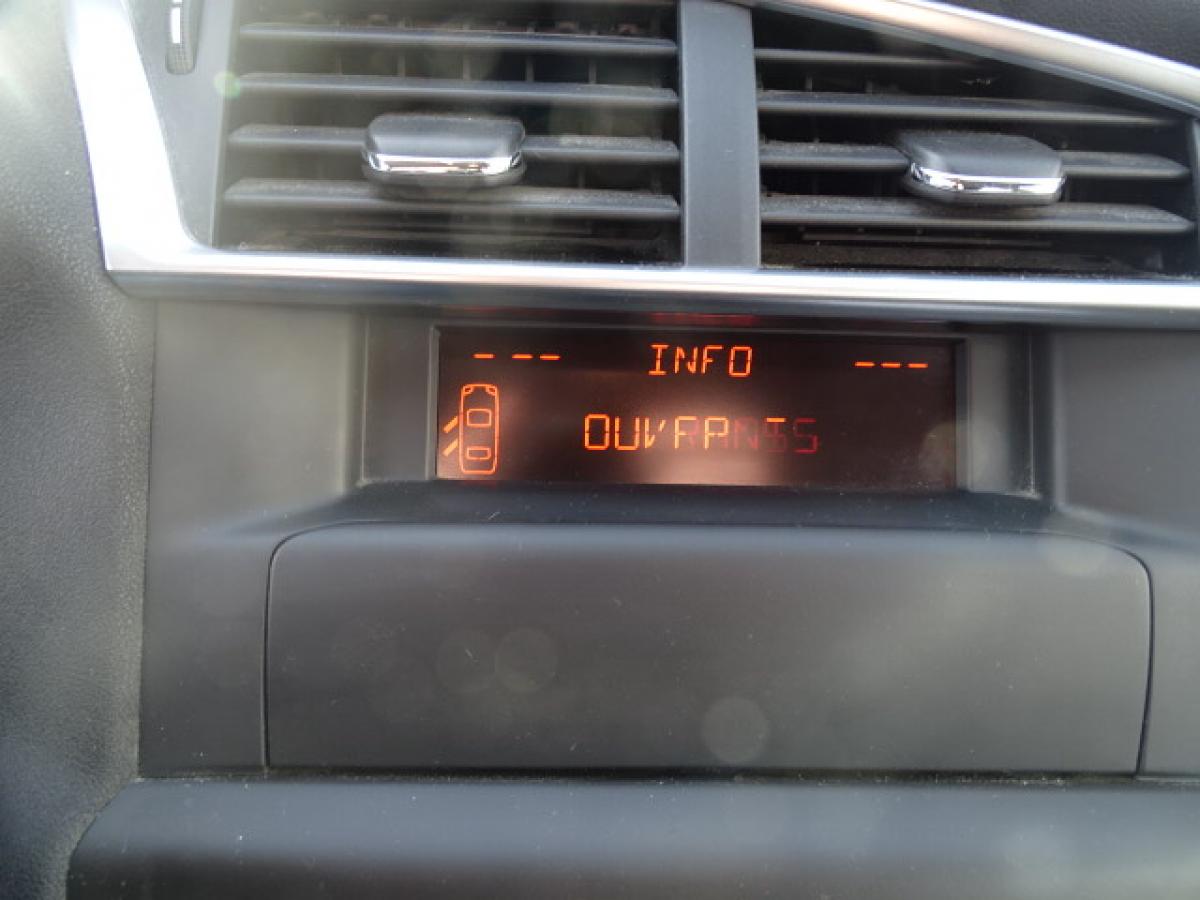 --- INFO ---
OUVRANTS